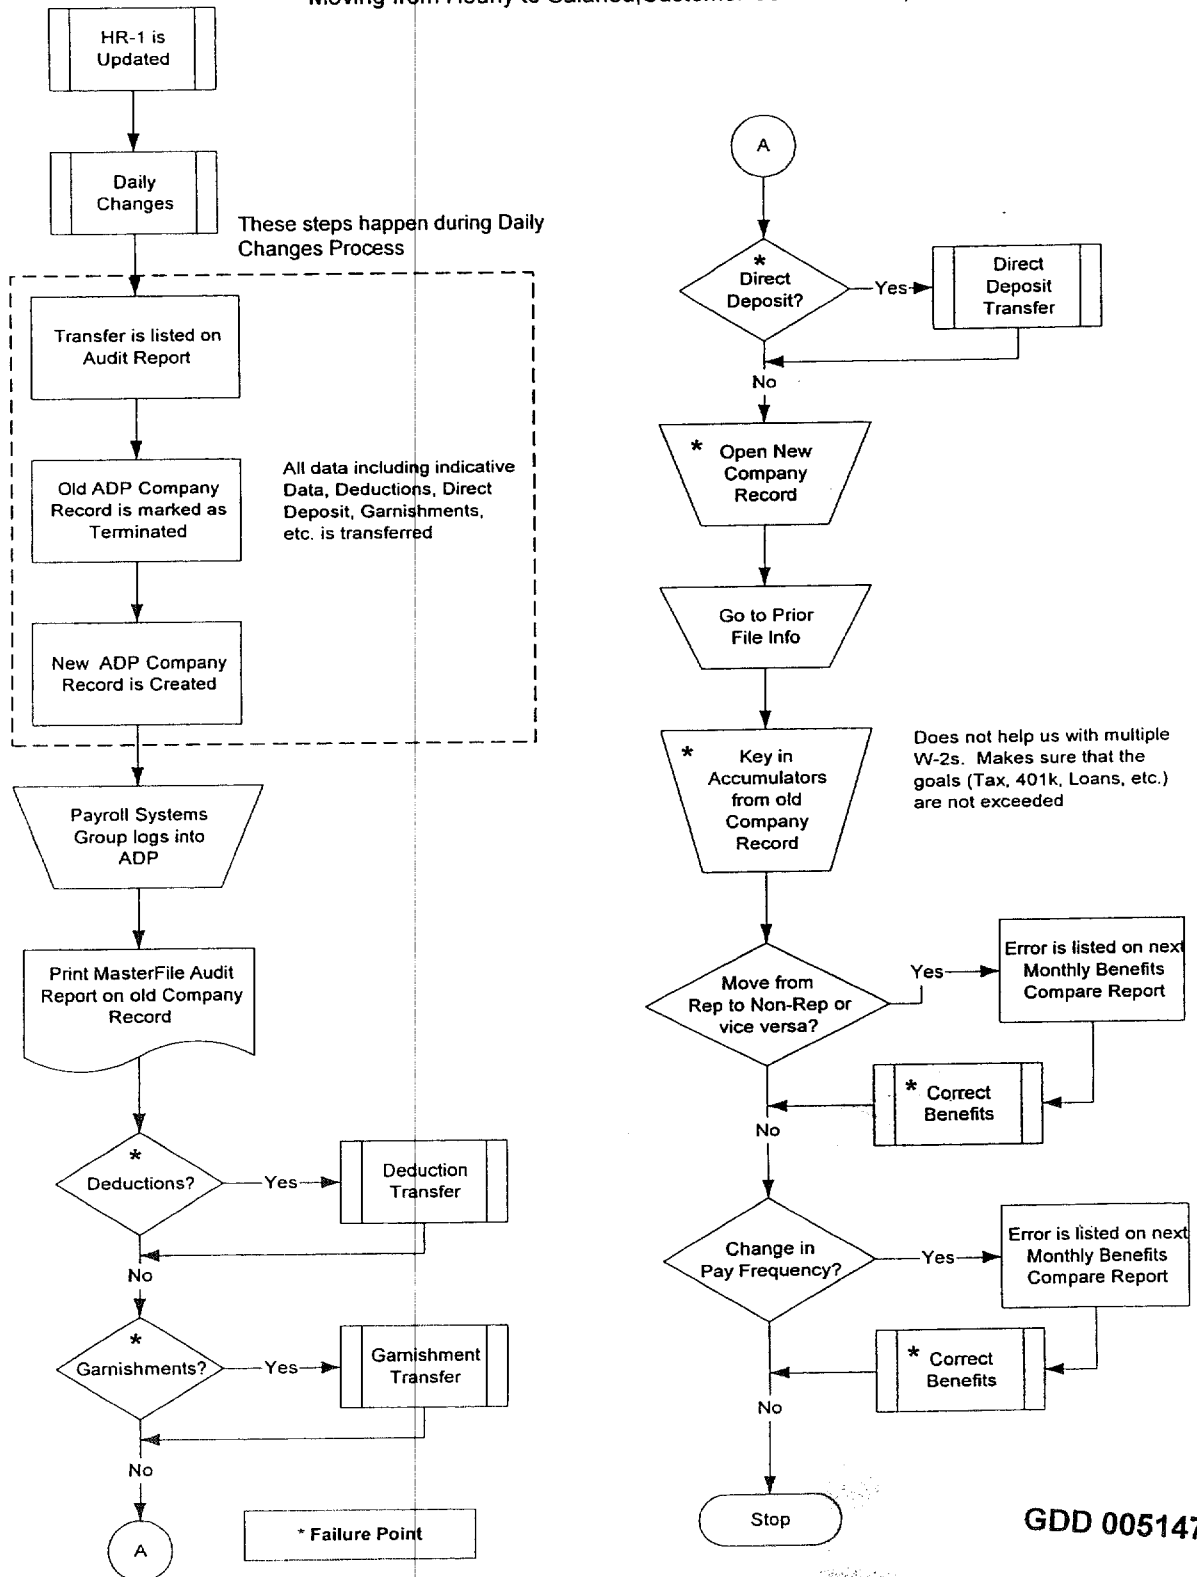 HR-1 is
Updated
Daily
Changes
These steps happen during Daily
Changes Process
Transfer is listed on
Audit Report
Old ADP Company
Record is marked as
Terminated
All data including indicative
Data, Deductions, Direct
Deposit, Garnishments,
etc. is transferred
New ADP Company
Record is Created
Payroll Systems
Group logs into
ADP
Print MasterFile Audit
Report on old Company
Record
*
Deductions?
Yes
Deduction
Transfer
No
*
Garnishments?
Yes
Garnishment
Transfer
No
A
* Failure Point
A
*
Direct
Deposit?
Yes
Direct
Deposit
Transfer
No
* Open New
Company
Record
Go to Prior
File Info
* Key in
Accumulators
from old
Company
Record
Does not help us with multiple
W-2s. Makes sure that the
goals (Tax, 401k, Loans, etc.)
are not exceeded
Move from
Rep to Non-Rep or
vice versa?
Yes
Error is listed on next
Monthly Benefits
Compare Report
* Correct
Benefits
No
Change in
Pay Frequency?
Yes
Error is listed on next
Monthly Benefits
Compare Report
* Correct
Benefits
No
Stop
GDD 005147